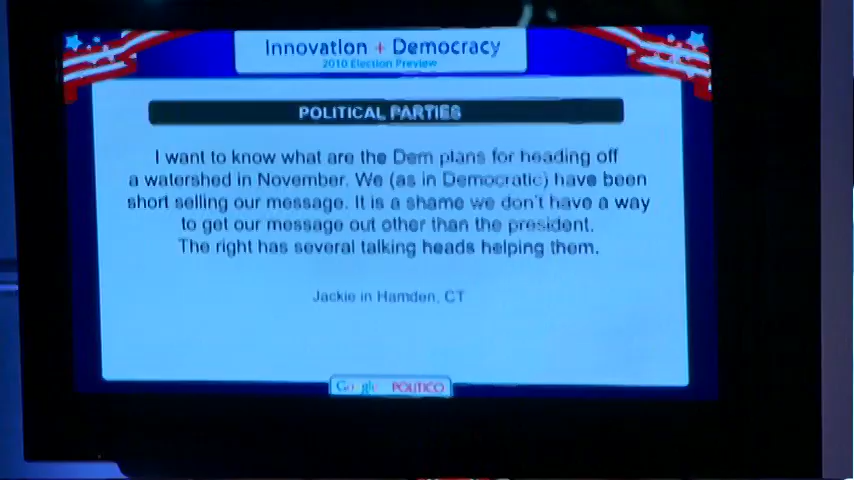 Innovation + Democracy
2010 Election Preview
POLITICAL PARTIES
I want to know what are the Dem plans for heading off
a watershed in November. We (as in Democratic) have been
short selling our message. It is a shame we don't have a way
to get our message out other than the president.
The right has several talking heads helping them.
Jackie in Hamden, CT
Google POLITICO